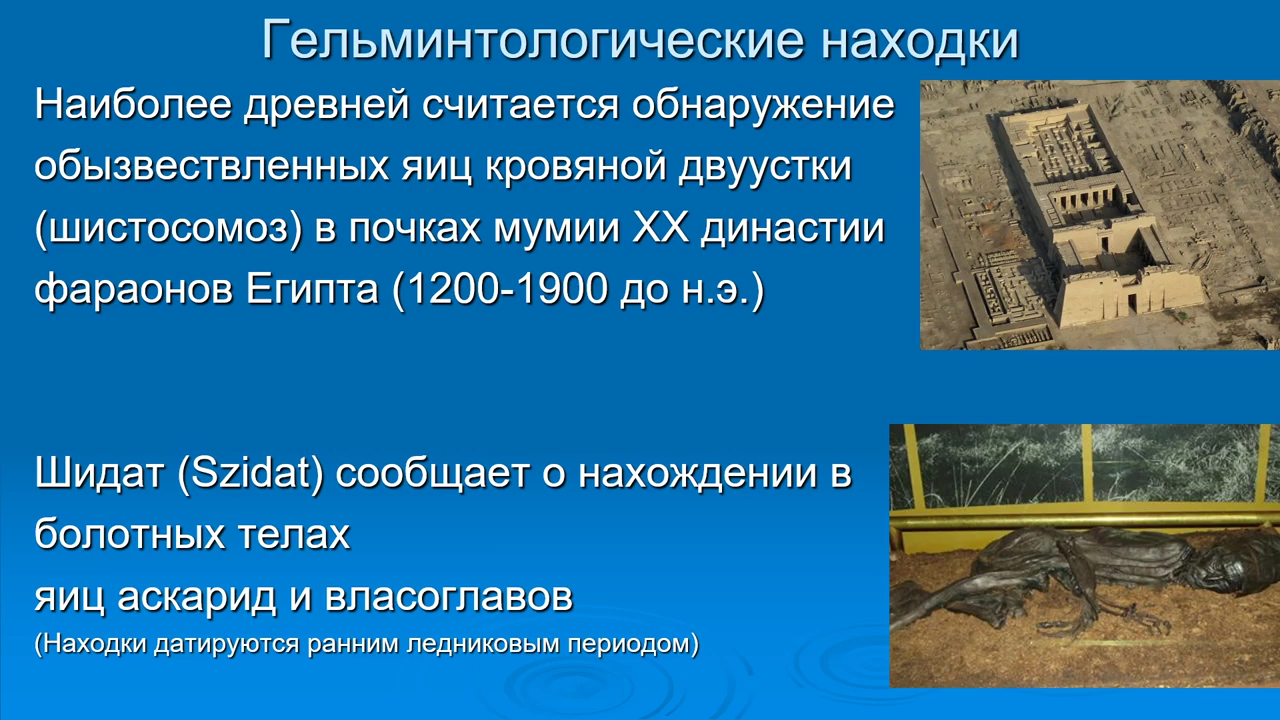 Гельминтологические находки
Наиболее древней считается обнаружение
обызвествленных яиц кровяной двуустки
(шистосомоз) в почках мумии XX династии
фараонов Египта (1200-1900 до н.э.)
Шидат (Szidat) сообщает о нахождении в
болотных телах
яиц аскарид и власоглавов
(Находки датируются ранним ледниковым периодом)